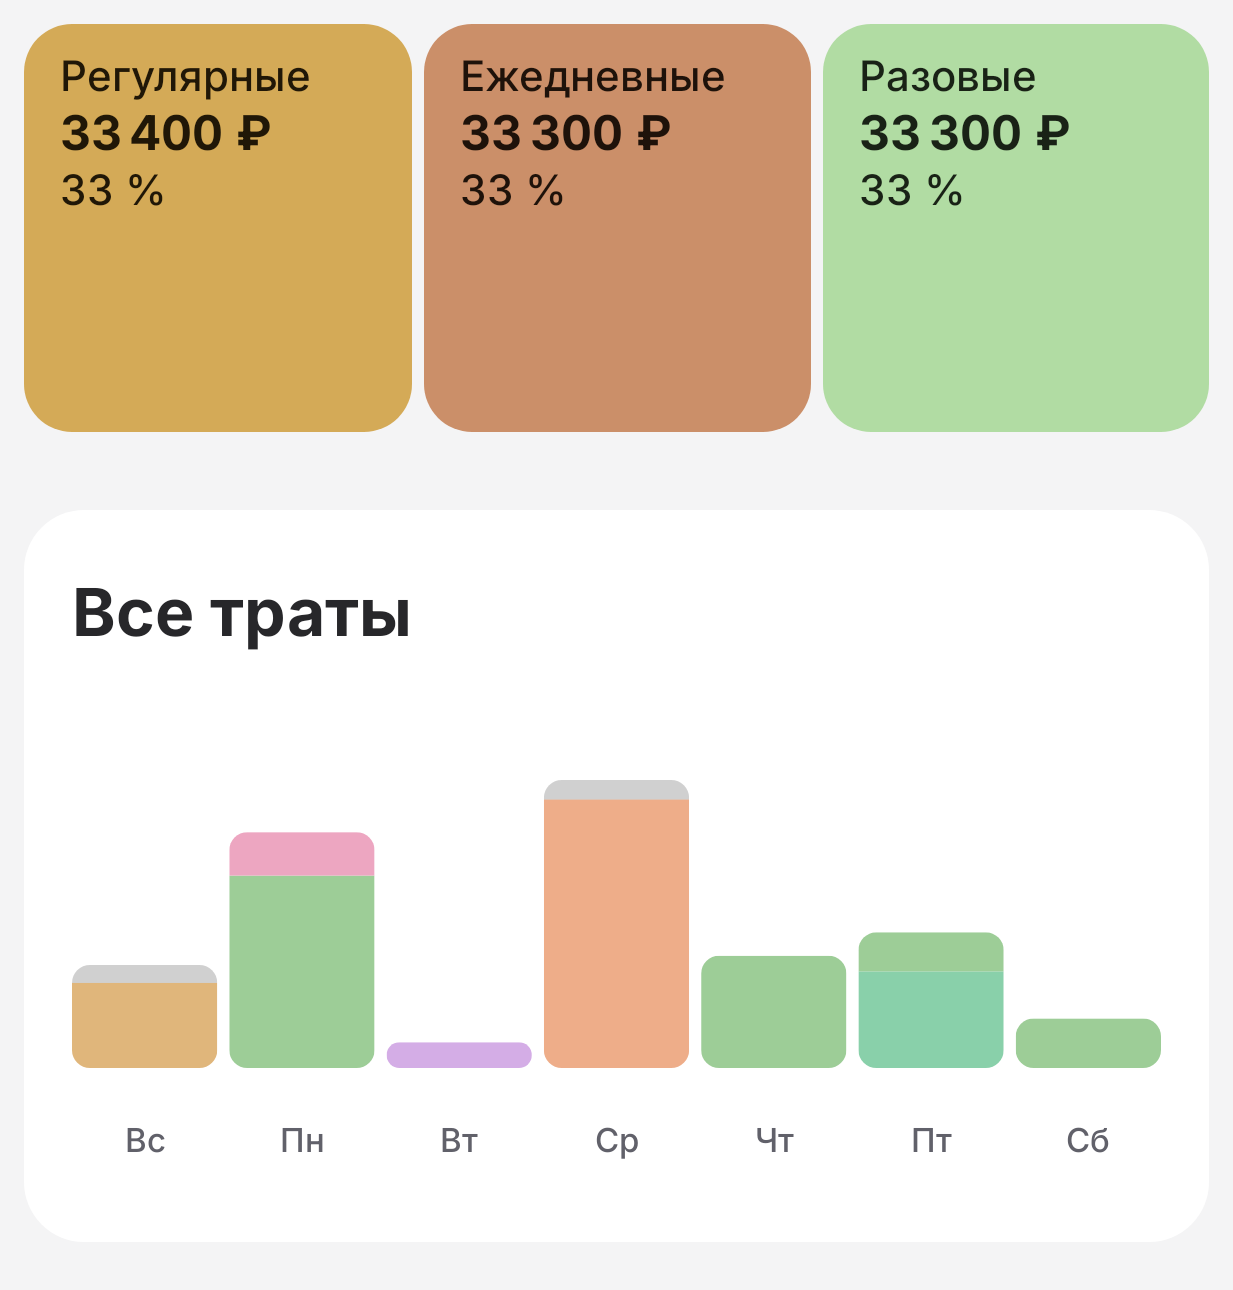 Регулярные
33 400 ₽
33 %
Ежедневные
33 300 ₽
33 %
Разовые
33 300 ₽
33 %
Все траты
Вс
Пн
Вт
Ср
Чт
Пт
Сб